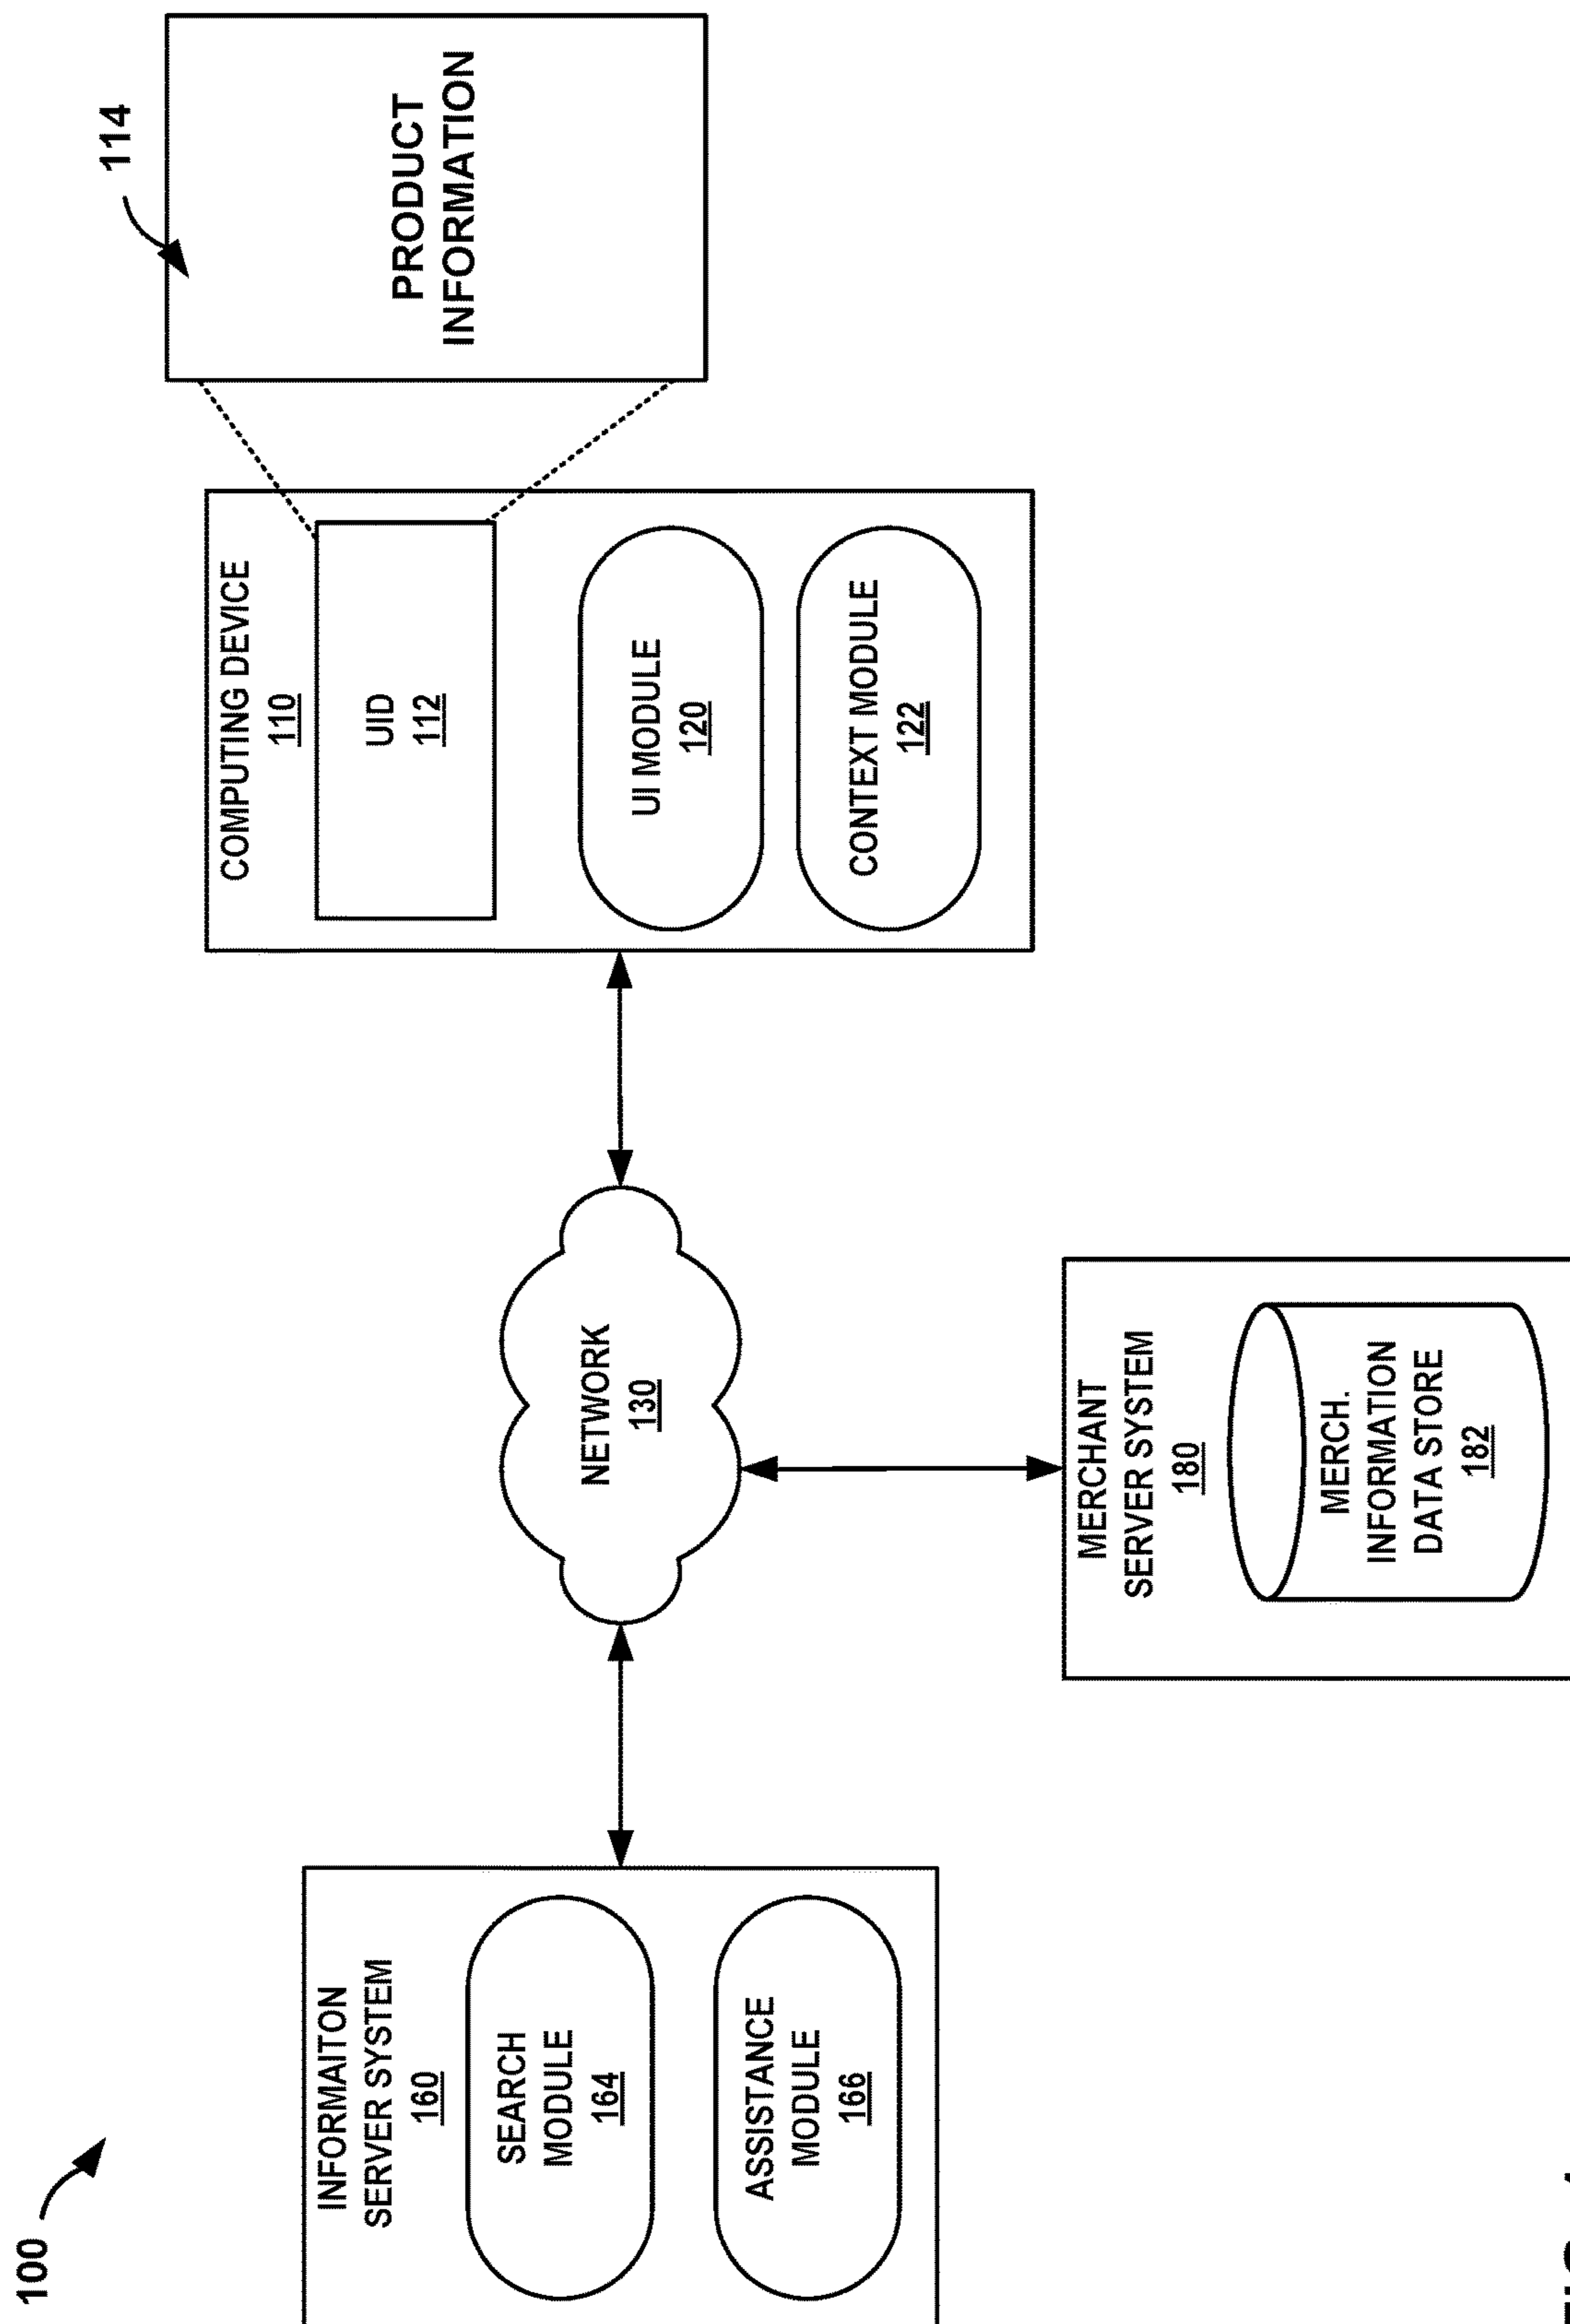 100
INFORMAITON
SERVER SYSTEM
160
SEARCH
MODULE
164
ASSISTANCE
MODULE
166
NETWORK
130
MERCHANT
SERVER SYSTEM
180
MERCH.
INFORMATION
DATA STORE
182
COMPUTING DEVICE
110
UID
112
UI MODULE
120
CONTEXT MODULE
122
114
PRODUCT
INFORMATION